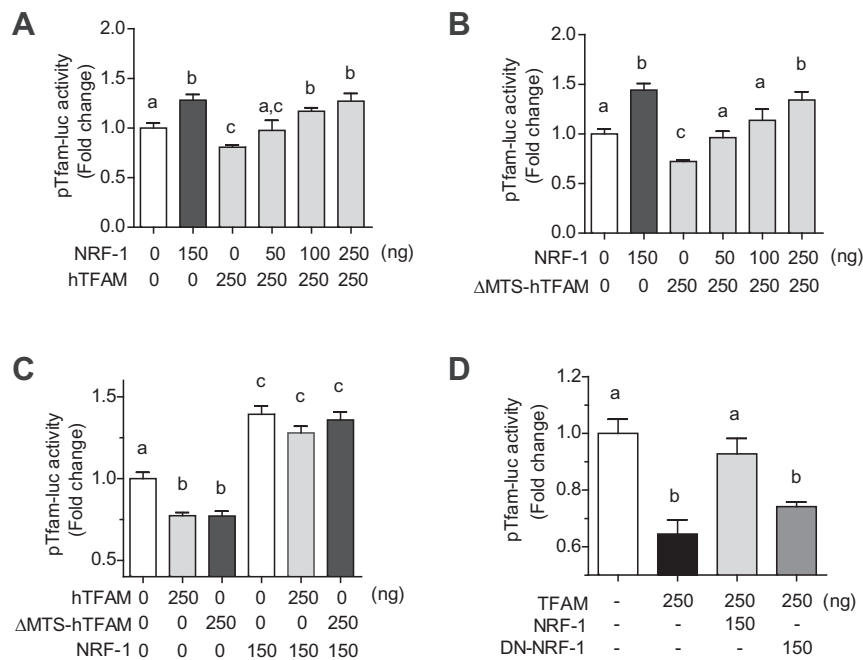 A
pTfam-luc activity
(Fold change)
2.0
1.5
1.0
0.5
0.0
a
b
c
a,c
b
b
NRF-1 0 150 0 50 100 250 (ng)
hTFAM 0 0 250 250 250 250
B
pTfam-luc activity
(Fold change)
2.0
1.5
1.0
0.5
0.0
a
b
c
a
a
b
NRF-1 0 150 0 50 100 250 (ng)
ΔMTS-hTFAM 0 0 250 250 250 250
C
pTfam-luc activity
(Fold change)
1.5
1.0
0.5
a
b
b
c
c
c
hTFAM 0 250 0 0 250 0 (ng)
ΔMTS-hTFAM 0 0 250 0 0 250
NRF-1 0 0 0 150 150 150
D
pTfam-luc activity
(Fold change)
1.2
1.0
0.8
0.6
a
b
a
b
TFAM - 250 250 250 (ng)
NRF-1 - - 150 -
DN-NRF-1 - - - 150